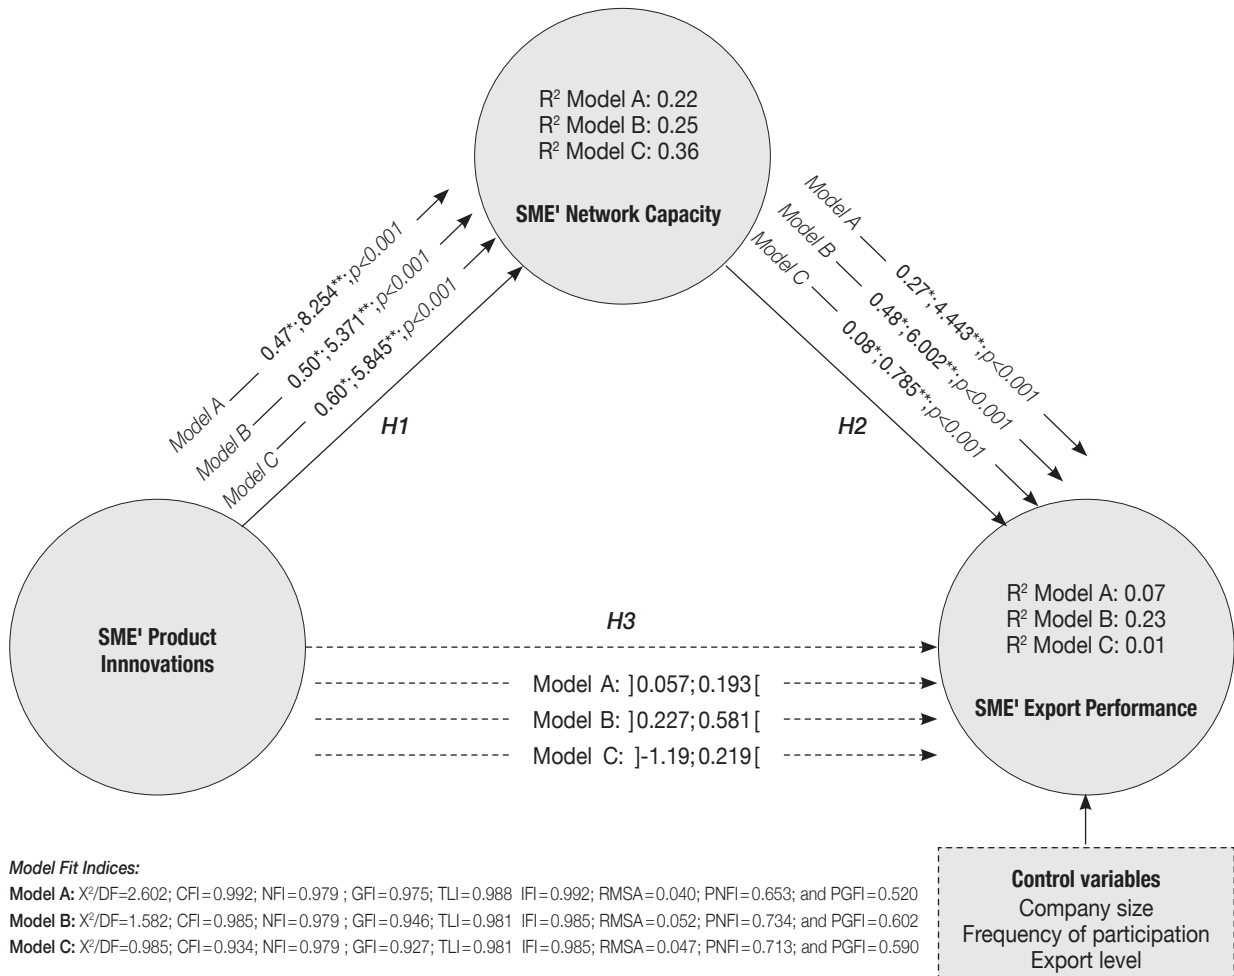 R² Model A: 0.22
R² Model B: 0.25
R² Model C: 0.36
SME' Network Capacity
Model A 0.47*;8.254**;p<0.001
Model B 0.50*;5.371**;p<0.001
Model C 0.60*;5.845**;p<0.001
H1
Model A 0.27*;4.443**;p<0.001
Model B 0.48*;6.002**;p<0.001
Model C 0.08*;0.785**;p<0.001
H2
SME' Product
Innnovations
H3
Model A: ]0.057;0.193[
Model B: ]0.227;0.581[
Model C: ]-1.19;0.219[
R² Model A: 0.07
R² Model B: 0.23
R² Model C: 0.01
SME' Export Performance
Model Fit Indices:
Model A: X²/DF=2.602; CFI=0.992; NFI=0.979 ; GFI=0.975; TLI=0.988 IFI=0.992; RMSA=0.040; PNFI=0.653; and PGFI=0.520
Model B: X²/DF=1.582; CFI=0.985; NFI=0.979 ; GFI=0.946; TLI=0.981 IFI=0.985; RMSA=0.052; PNFI=0.734; and PGFI=0.602
Model C: X²/DF=0.985; CFI=0.934; NFI=0.979 ; GFI=0.927; TLI=0.981 IFI=0.985; RMSA=0.047; PNFI=0.713; and PGFI=0.590
Control variables
Company size
Frequency of participation
Export level